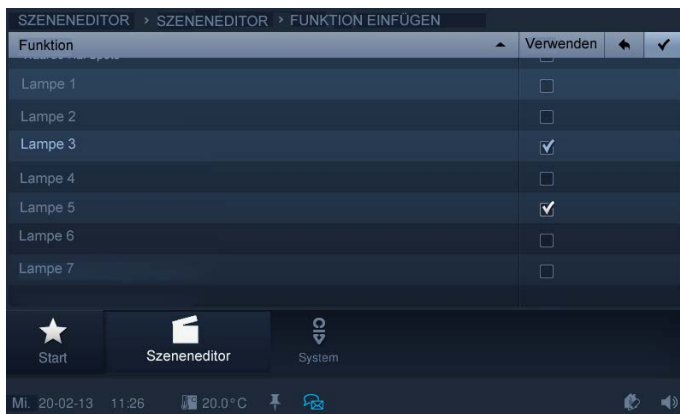 SZENENEDITOR > SZENENEDITOR > FUNKTION EINFÜGEN
Funktion Verwenden
Lampe 1
Lampe 2
Lampe 3
Lampe 4
Lampe 5
Lampe 6
Lampe 7
Start Szeneneditor System
Mi. 20-02-13 11:26 20.0°C